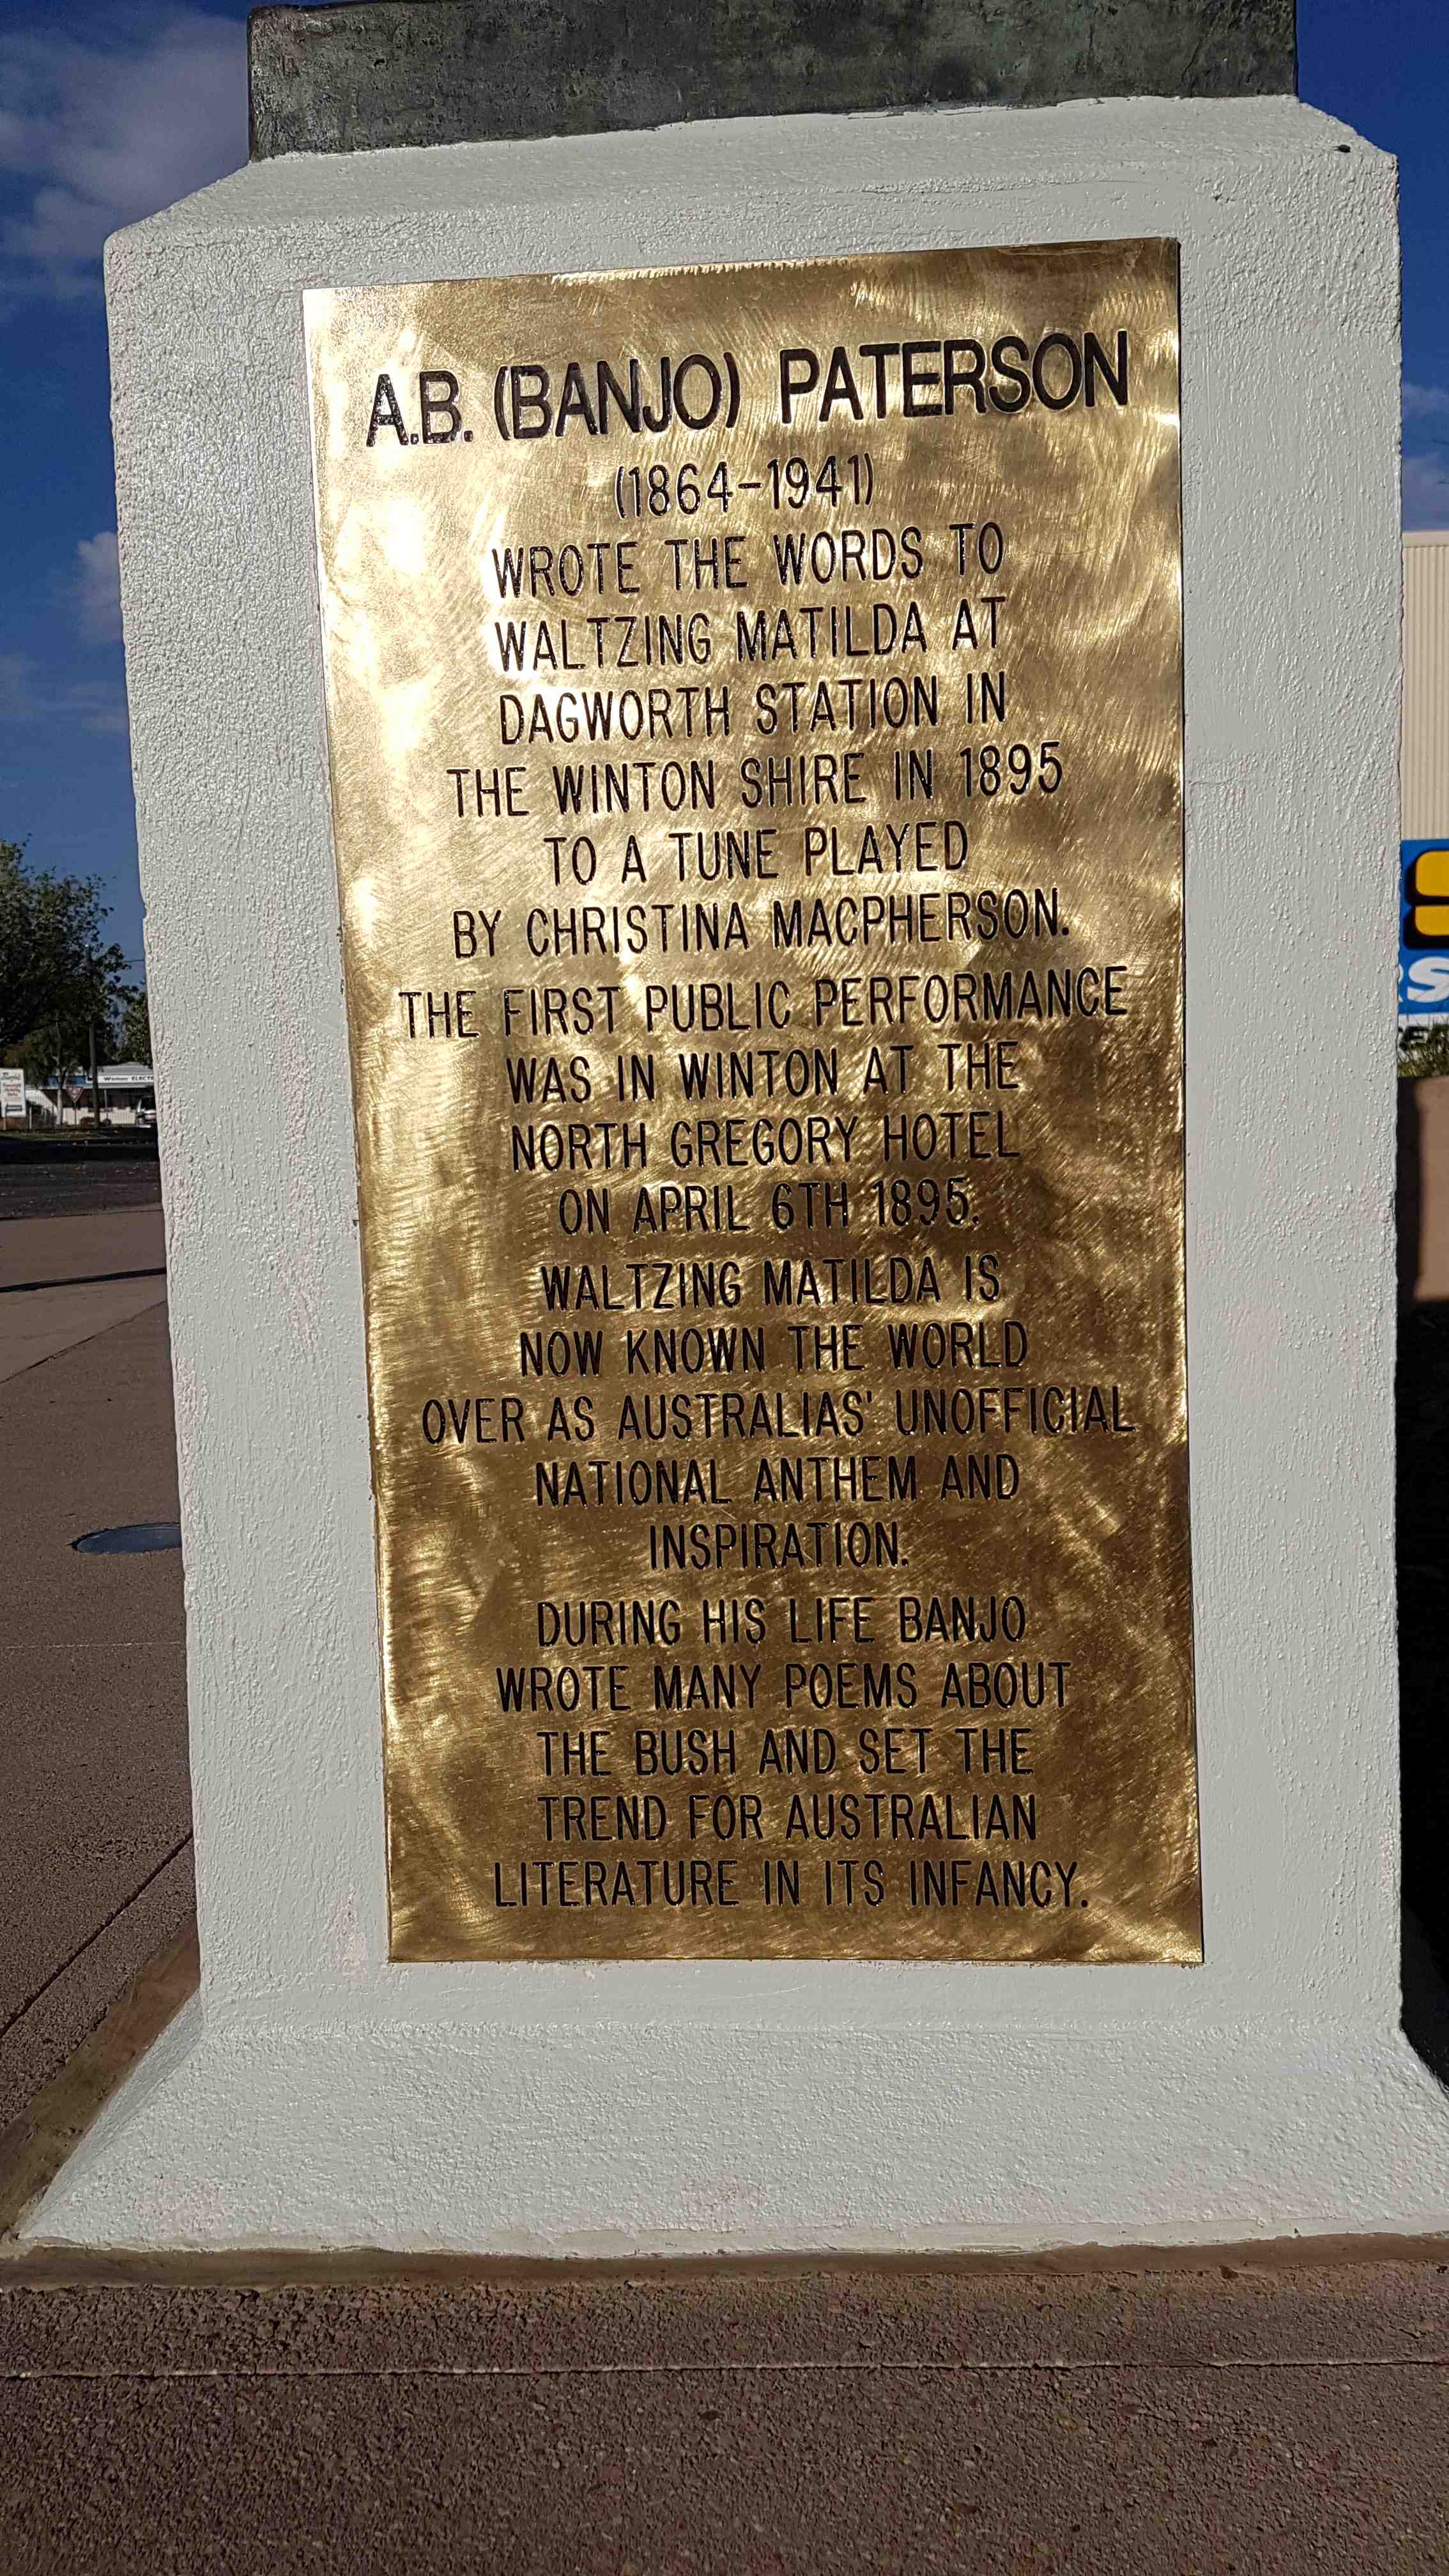 A.B. (BANJO) PATERSON
(1864-1941)
WROTE THE WORDS TO
WALTZING MATILDA AT
DAGWORTH STATION IN
THE WINTON SHIRE IN 1895
TO A TUNE PLAYED
BY CHRISTINA MACPHERSON.
THE FIRST PUBLIC PERFORMANCE
WAS IN WINTON AT THE
NORTH GREGORY HOTEL
ON APRIL 6TH 1895.
WALTZING MATILDA IS
NOW KNOWN THE WORLD
OVER AS AUSTRALIAS' UNOFFICIAL
NATIONAL ANTHEM AND
INSPIRATION.
DURING HIS LIFE BANJO
WROTE MANY POEMS ABOUT
THE BUSH AND SET THE
TREND FOR AUSTRALIAN
LITERATURE IN ITS INFANCY.